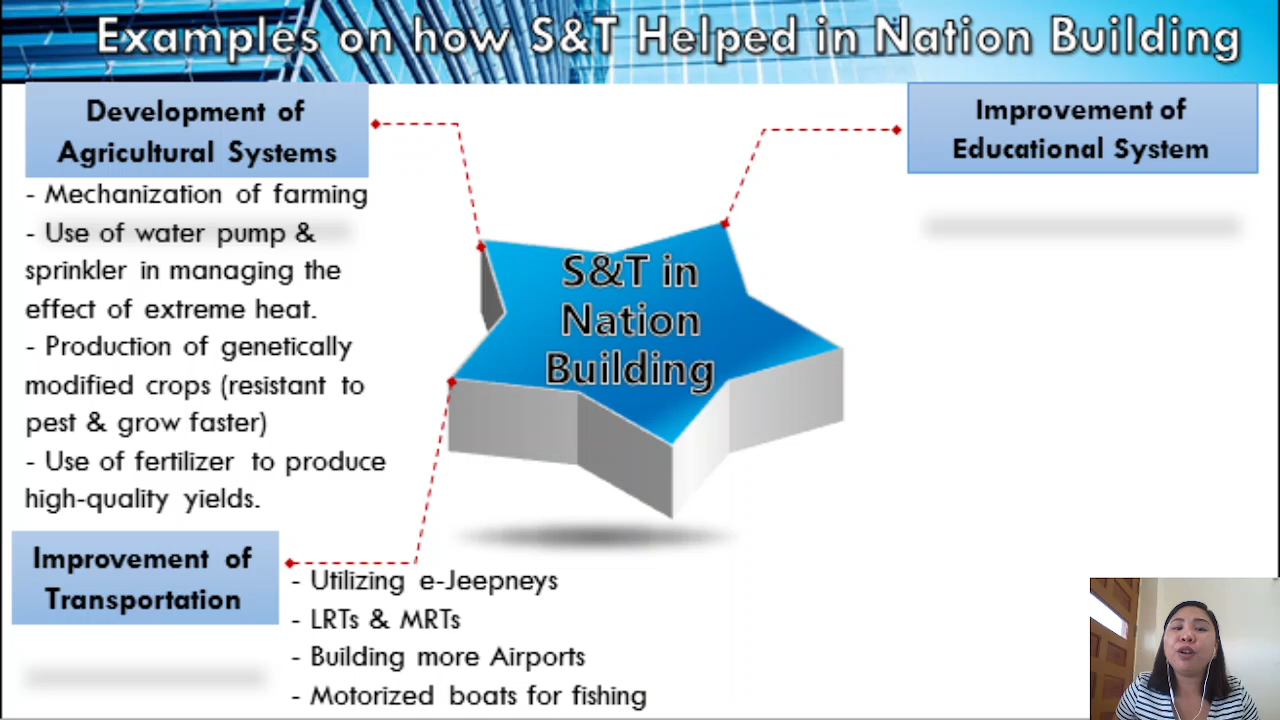 Examples on how S&T Helped in Nation Building
Development of
Agricultural Systems
- Mechanization of farming
- Use of water pump &
sprinkler in managing the
effect of extreme heat.
- Production of genetically
modified crops (resistant to
pest & grow faster)
- Use of fertilizer to produce
high-quality yields.
Improvement of
Transportation
- Utilizing e-Jeepneys
- LRTs & MRTs
- Building more Airports
- Motorized boats for fishing
S&T in
Nation
Building
Improvement of
Educational System